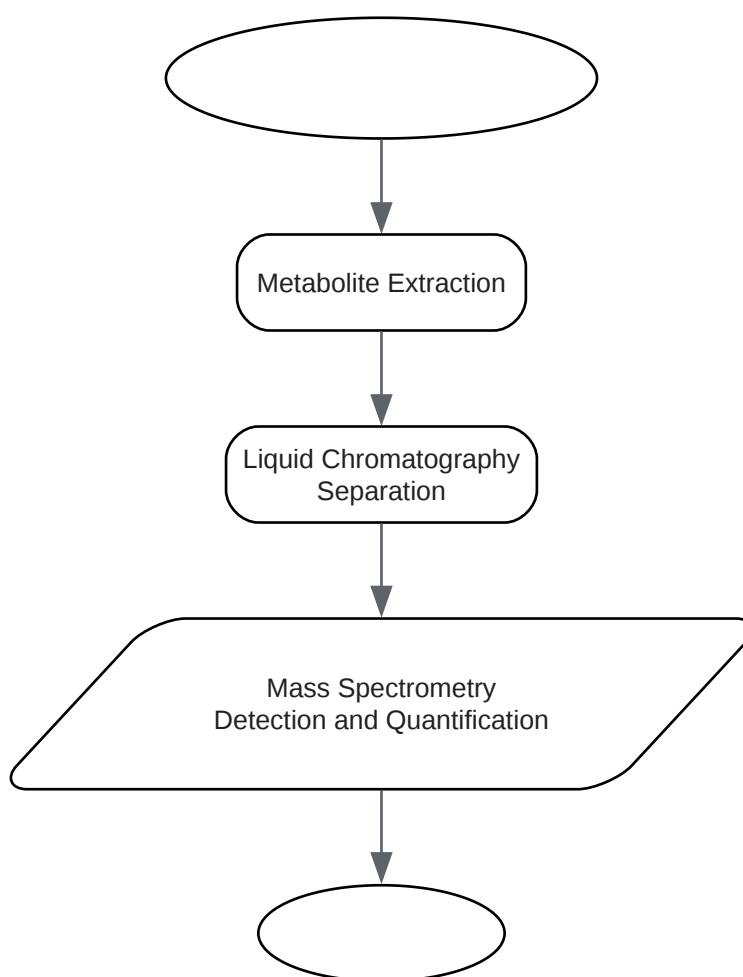 Metabolite Extraction
Liquid Chromatography
Separation
Mass Spectrometry
Detection and Quantification